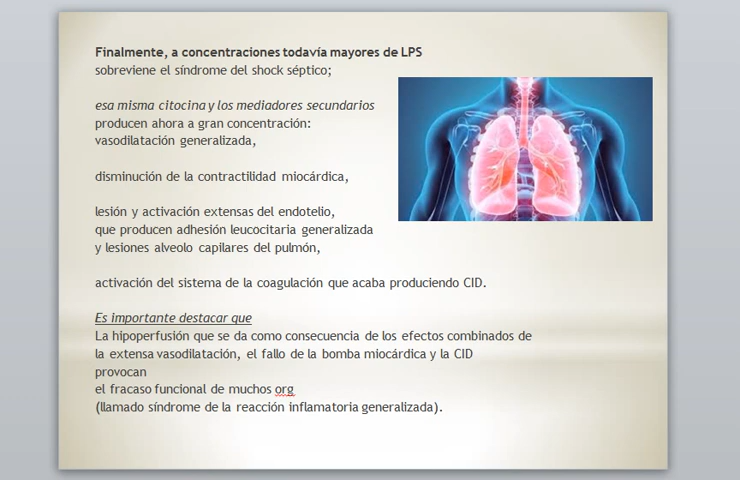 Finalmente, a concentraciones todavía mayores de LPS
sobreviene el síndrome del shock séptico;
esa misma citocina y los mediadores secundarios
producen ahora a gran concentración:
vasodilatación generalizada,
disminución de la contractilidad miocárdica,
lesión y activación extensas del endotelio,
que producen adhesión leucocitaria generalizada
y lesiones alveolo capilares del pulmón,
activación del sistema de la coagulación que acaba produciendo CID.
Es importante destacar que
La hipoperfusión que se da como consecuencia de los efectos combinados de
la extensa vasodilatación, el fallo de la bomba miocárdica y la CID
provocan
el fracaso funcional de muchos org
(llamado síndrome de la reacción inflamatoria generalizada).